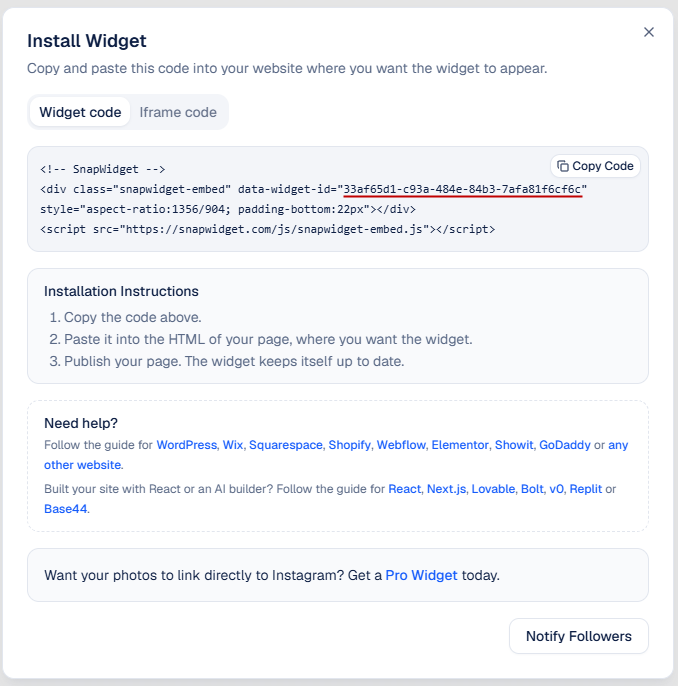 Install Widget
Copy and paste this code into your website where you want the widget to appear.
Widget code
Iframe code
Copy Code
<!-- SnapWidget -->
<div class="snapwidget-embed" data-widget-id="33af65d1-c93a-484e-84b3-7afa81f6cf6c"
style="aspect-ratio:1356/904; padding-bottom:22px"></div>
<script src="https://snapwidget.com/js/snapwidget-embed.js"></script>
Installation Instructions
1. Copy the code above.
2. Paste it into the HTML of your page, where you want the widget.
3. Publish your page. The widget keeps itself up to date.
Need help?
Follow the guide for WordPress, Wix, Squarespace, Shopify, Webflow, Elementor, Showit, GoDaddy or any
other website.
Built your site with React or an AI builder? Follow the guide for React, Next.js, Lovable, Bolt, v0, Replit or
Base44.
Want your photos to link directly to Instagram? Get a Pro Widget today.
Notify Followers